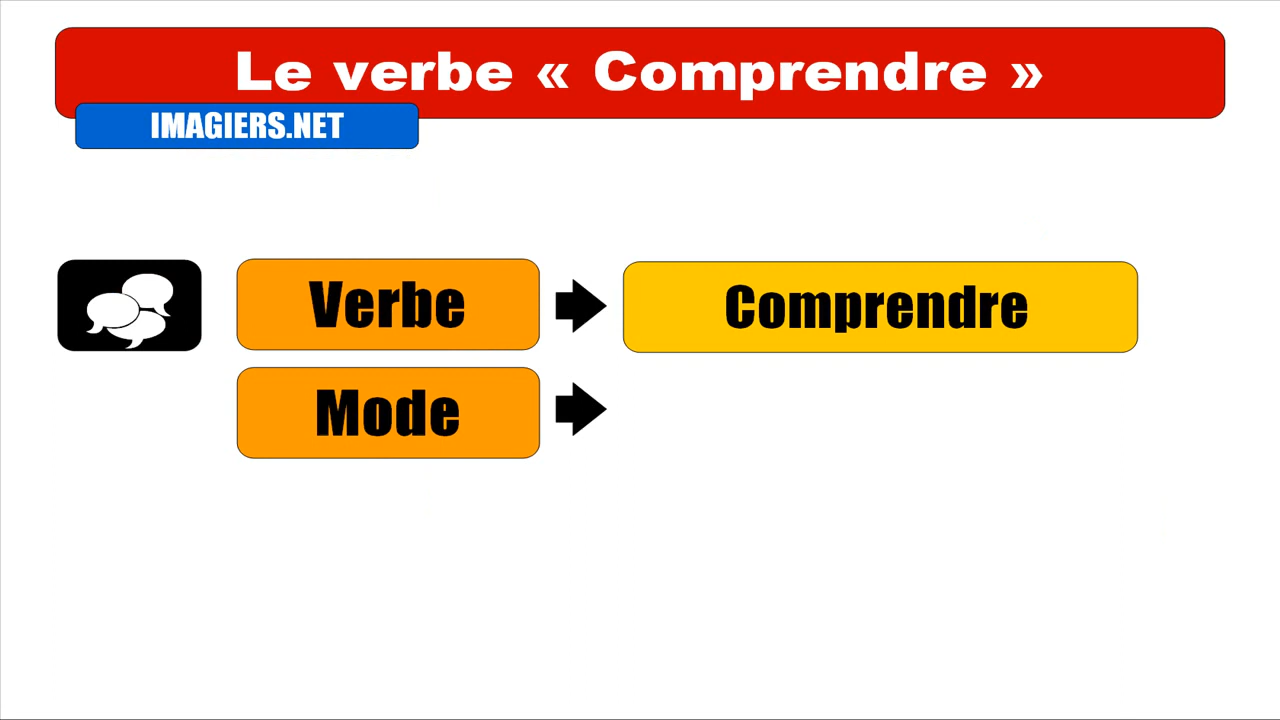 Le verbe « Comprendre »
IMAGIERS.NET
Verbe
Comprendre
Mode